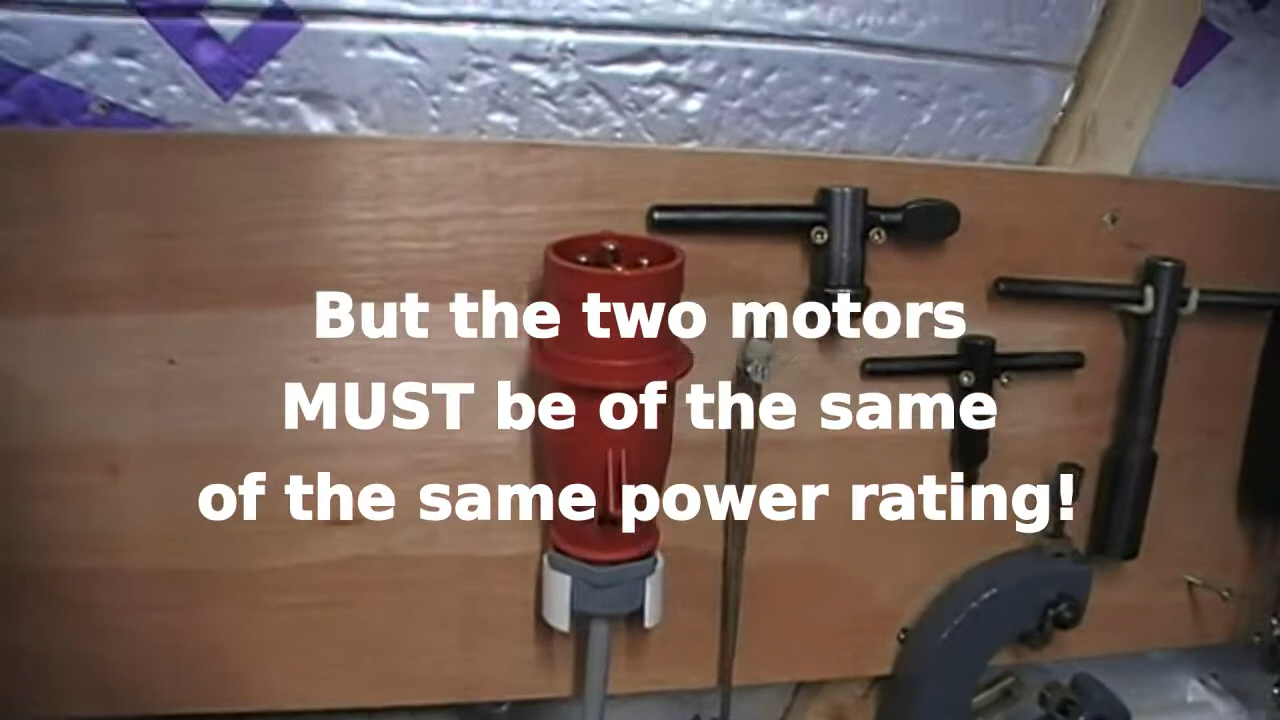 But the two motors
MUST be of the same
of the same power rating!